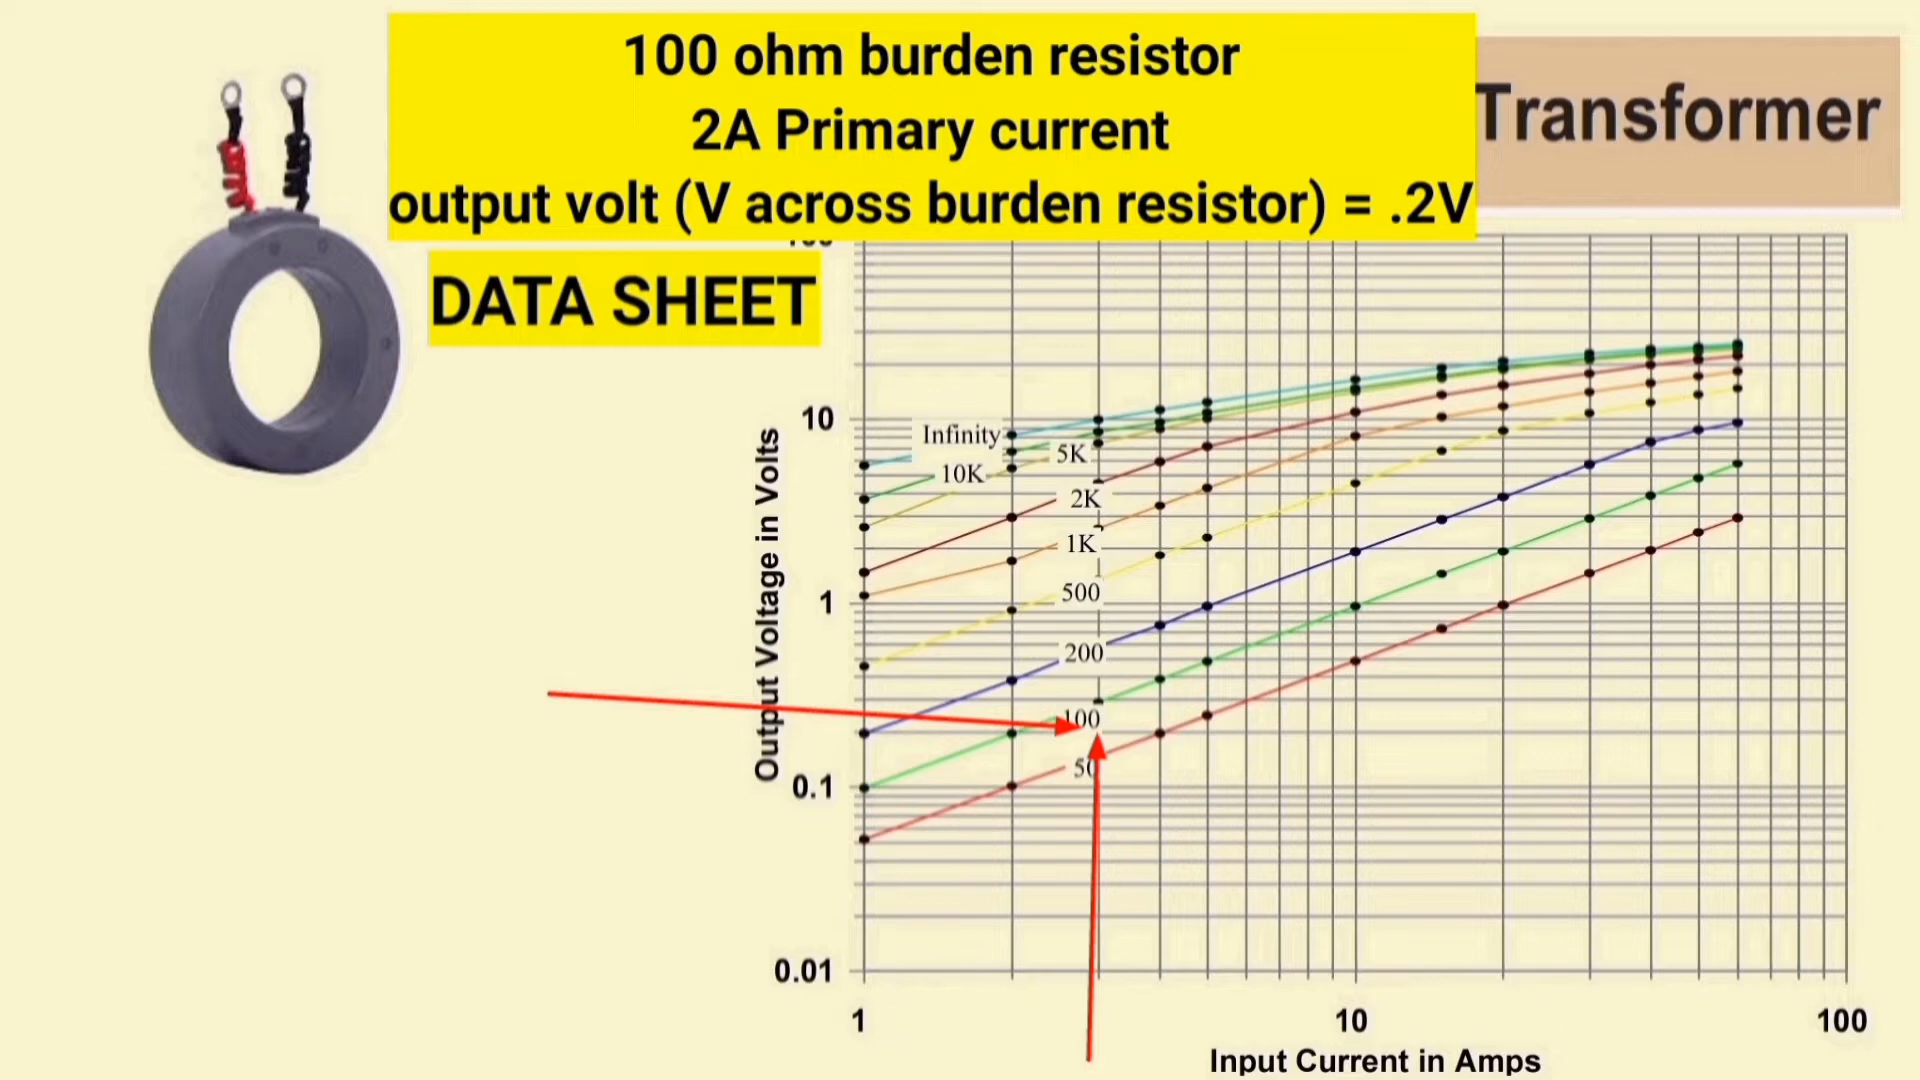 100 ohm burden resistor
2A Primary current
output volt (V across burden resistor) = .2V
Transformer
DATA SHEET
Output Voltage in Volts
10
1
0.1
0.01
Infinity
10K
5K
2K
1K
500
200
100
50
1
10
100
Input Current in Amps